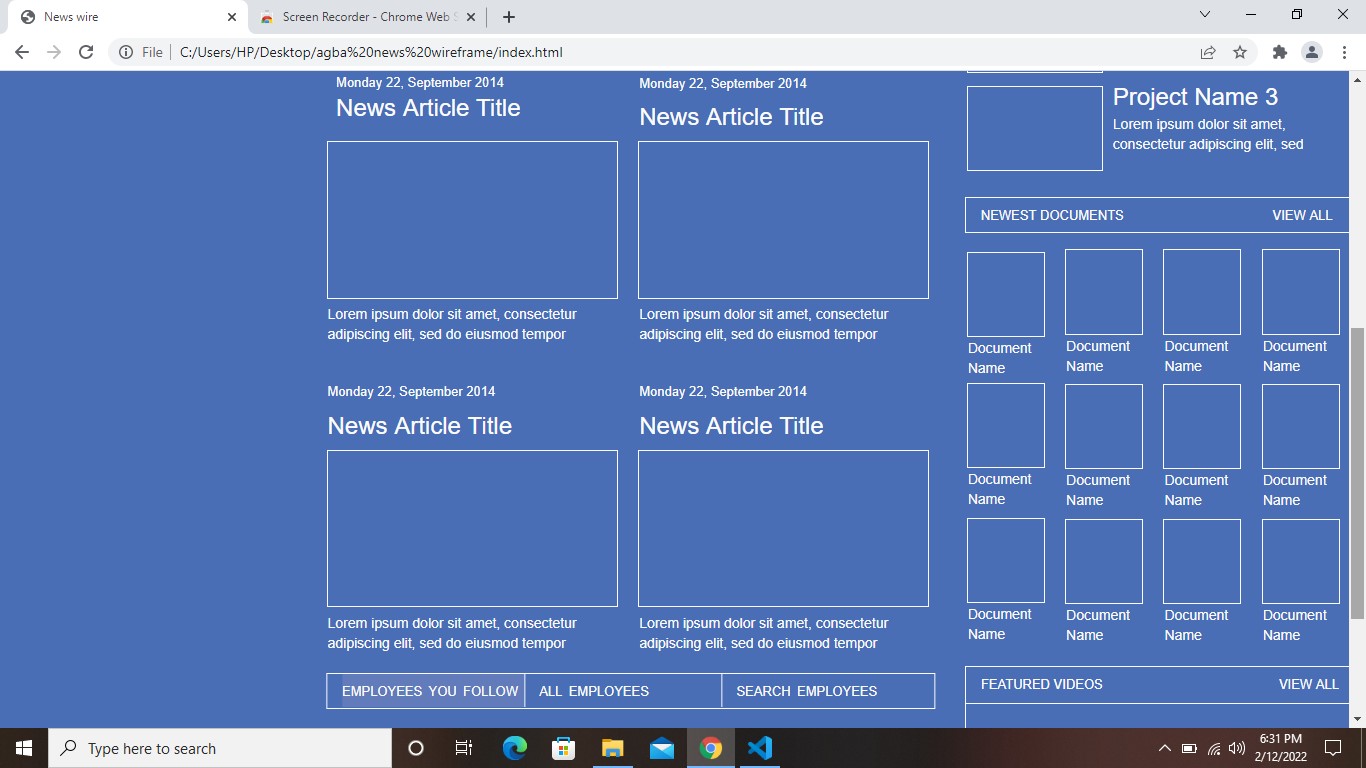 News wire
Screen Recorder - Chrome Web S
File
C:/Users/HP/Desktop/agba%20news%20wireframe/index.html
Monday 22, September 2014
News Article Title
Monday 22, September 2014
News Article Title
Lorem ipsum dolor sit amet, consectetur
adipiscing elit, sed do eiusmod tempor
Lorem ipsum dolor sit amet, consectetur
adipiscing elit, sed do eiusmod tempor
Monday 22, September 2014
News Article Title
Monday 22, September 2014
News Article Title
Lorem ipsum dolor sit amet, consectetur
adipiscing elit, sed do eiusmod tempor
Lorem ipsum dolor sit amet, consectetur
adipiscing elit, sed do eiusmod tempor
EMPLOYEES YOU FOLLOW
ALL EMPLOYEES
SEARCH EMPLOYEES
Project Name 3
Lorem ipsum dolor sit amet,
consectetur adipiscing elit, sed
NEWEST DOCUMENTS
VIEW ALL
Document
Name
Document
Name
Document
Name
Document
Name
Document
Name
Document
Name
Document
Name
Document
Name
Document
Name
Document
Name
Document
Name
Document
Name
FEATURED VIDEOS
VIEW ALL
Type here to search
6:31 PM
2/12/2022